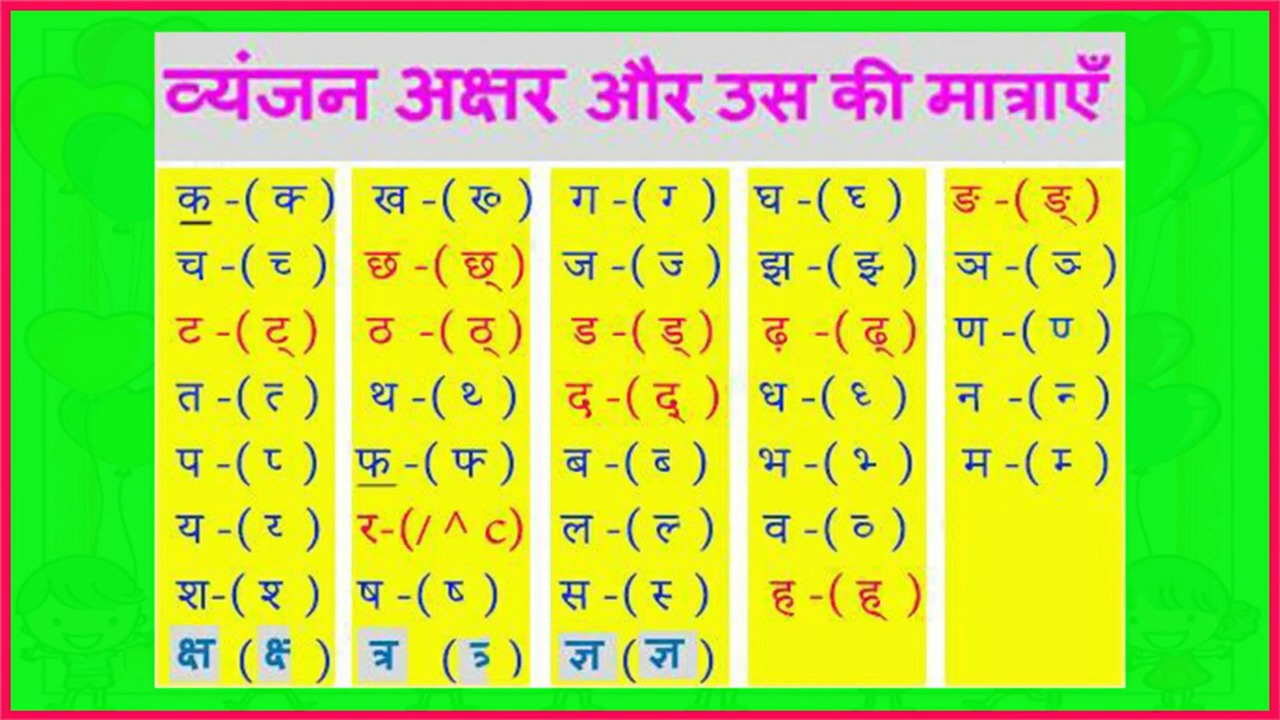 व्यंजन अक्षर और उस की मात्राएँ
क -( क् ) ख -( ख् ) ग -( ग् ) घ -( घ् ) ङ -( ङ् )
च -( च् ) छ -( छ् ) ज -( ज् ) झ -( झ् ) ञ -( ञ् )
ट -( ट् ) ठ -( ठ् ) ड -( ड् ) ढ़ -( ढ़् ) ण -( ण् )
त -( त् ) थ -( थ् ) द -( द् ) ध -( ध् ) न -( न् )
प -( प् ) फ -( फ् ) ब -( ब् ) भ -( भ् ) म -( म् )
य -( य् ) र-(/ ^ c) ल -( ल् ) व -( व् )
श-( श् ) ष -( ष् ) स -( स् ) ह -( ह् )
क्ष ( क्ष् ) त्र ( त्र् ) ज्ञ ( ज्ञ् )